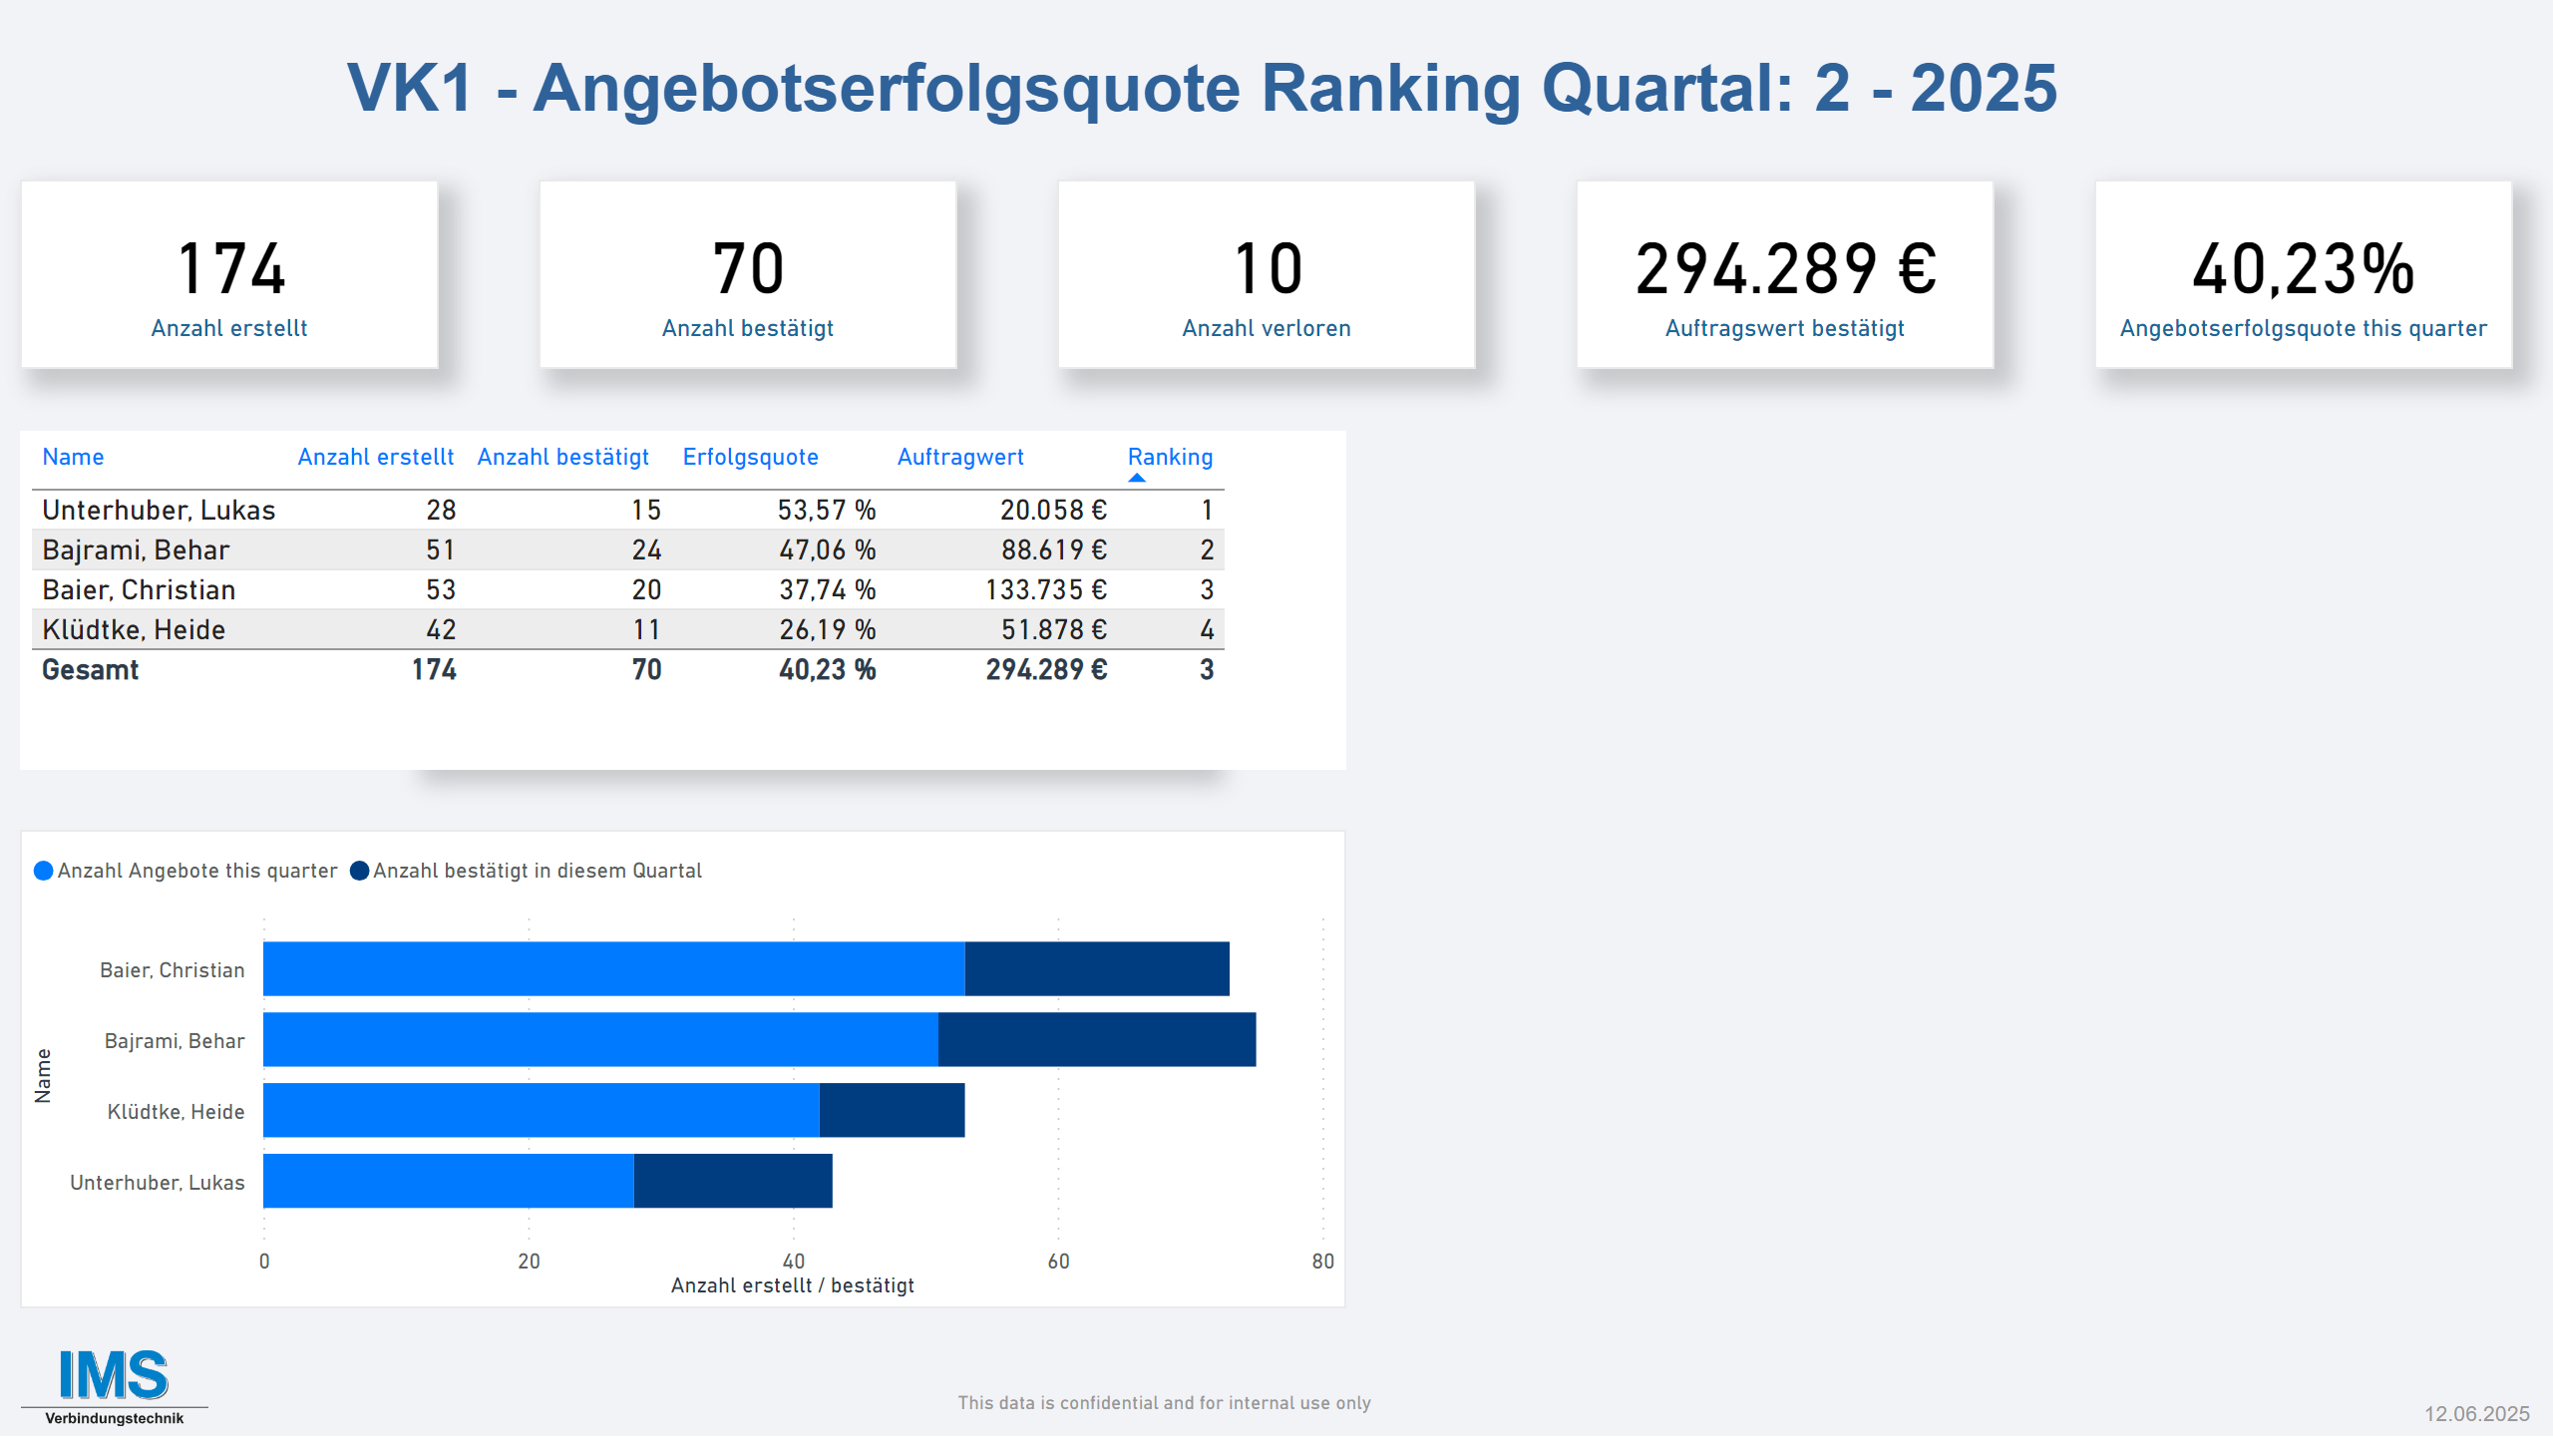 VK1 - Angebotserfolgsquote Ranking Quartal: 2 - 2025
174
Anzahl erstellt
70
Anzahl bestätigt
10
Anzahl verloren
294.289 €
Auftragswert bestätigt
40,23%
Angebotserfolgsquote this quarter
Name Anzahl erstellt Anzahl bestätigt Erfolgsquote Auftragwert Ranking
Unterhuber, Lukas 28 15 53,57 % 20.058 € 1
Bajrami, Behar 51 24 47,06 % 88.619 € 2
Baier, Christian 53 20 37,74 % 133.735 € 3
Klüdtke, Heide 42 11 26,19 % 51.878 € 4
Gesamt 174 70 40,23 % 294.289 € 3
Anzahl Angebote this quarter Anzahl bestätigt in diesem Quartal
Name
Baier, Christian
Bajrami, Behar
Klüdtke, Heide
Unterhuber, Lukas
0 20 40 60 80
Anzahl erstellt / bestätigt
IMS
Verbindungstechnik
This data is confidential and for internal use only
12.06.2025